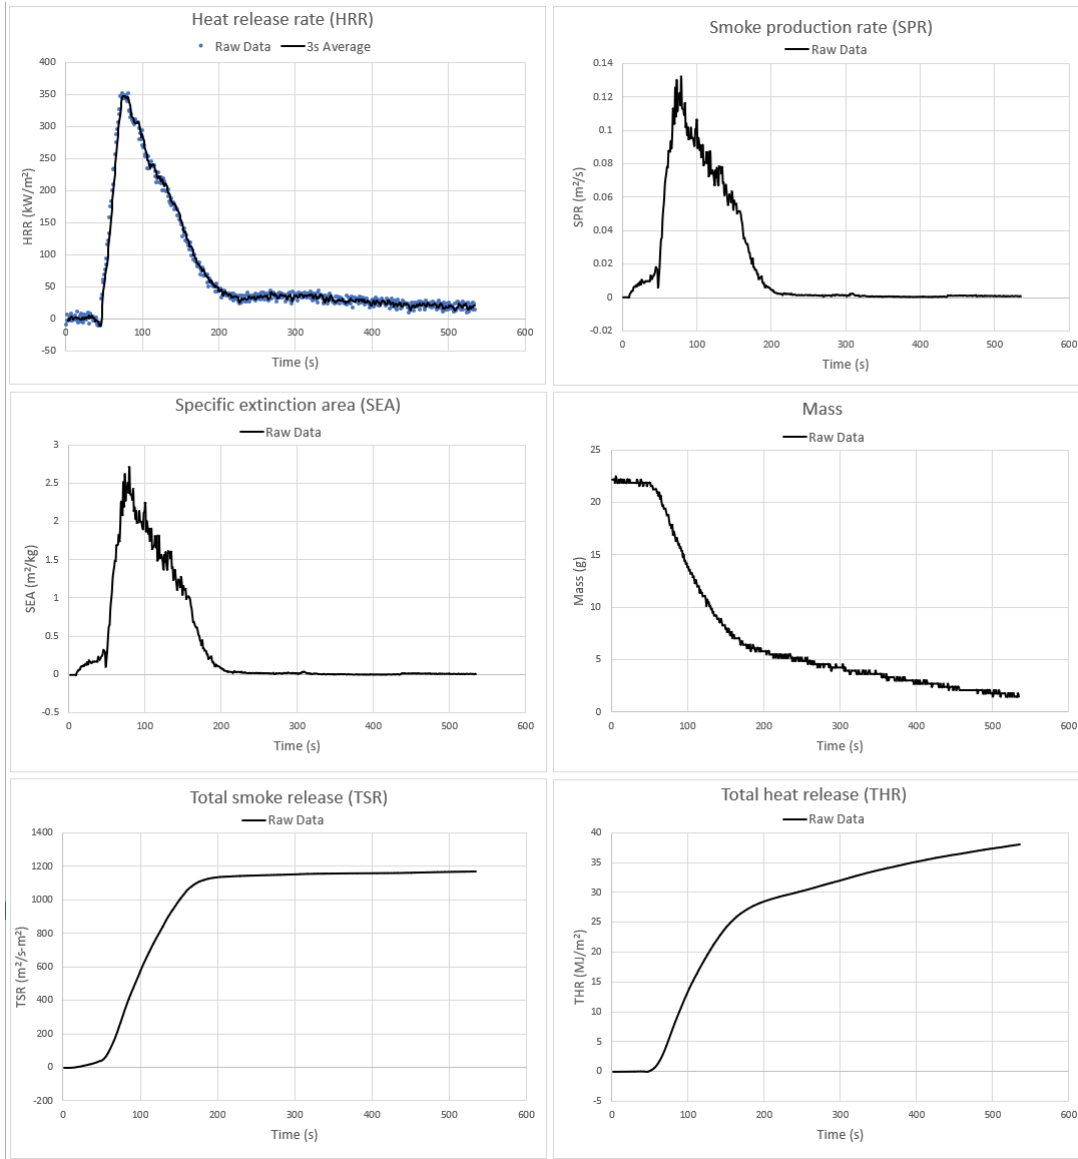 Heat release rate (HRR)
Raw Data 3s Average
400
350
300
250
200
150
100
50
0
-50
HRR (kW/m²)
0 100 200 300 400 500 600
Time (s)
Smoke production rate (SPR)
Raw Data
0.14
0.12
0.1
0.08
0.06
0.04
0.02
0
-0.02
SPR (m²/s)
0 100 200 300 400 500 600
Time (s)
Specific extinction area (SEA)
Raw Data
3
2.5
2
1.5
1
0.5
0
-0.5
SEA (m²/kg)
0 100 200 300 400 500 600
Time (s)
Mass
Raw Data
25
20
15
10
5
0
Mass (g)
0 100 200 300 400 500 600
Time (s)
Total smoke release (TSR)
Raw Data
1400
1200
1000
800
600
400
200
0
-200
TSR (m²/s-m²)
0 100 200 300 400 500 600
Time (s)
Total heat release (THR)
Raw Data
40
35
30
25
20
15
10
5
0
-5
THR (MJ/m²)
0 100 200 300 400 500 600
Time (s)